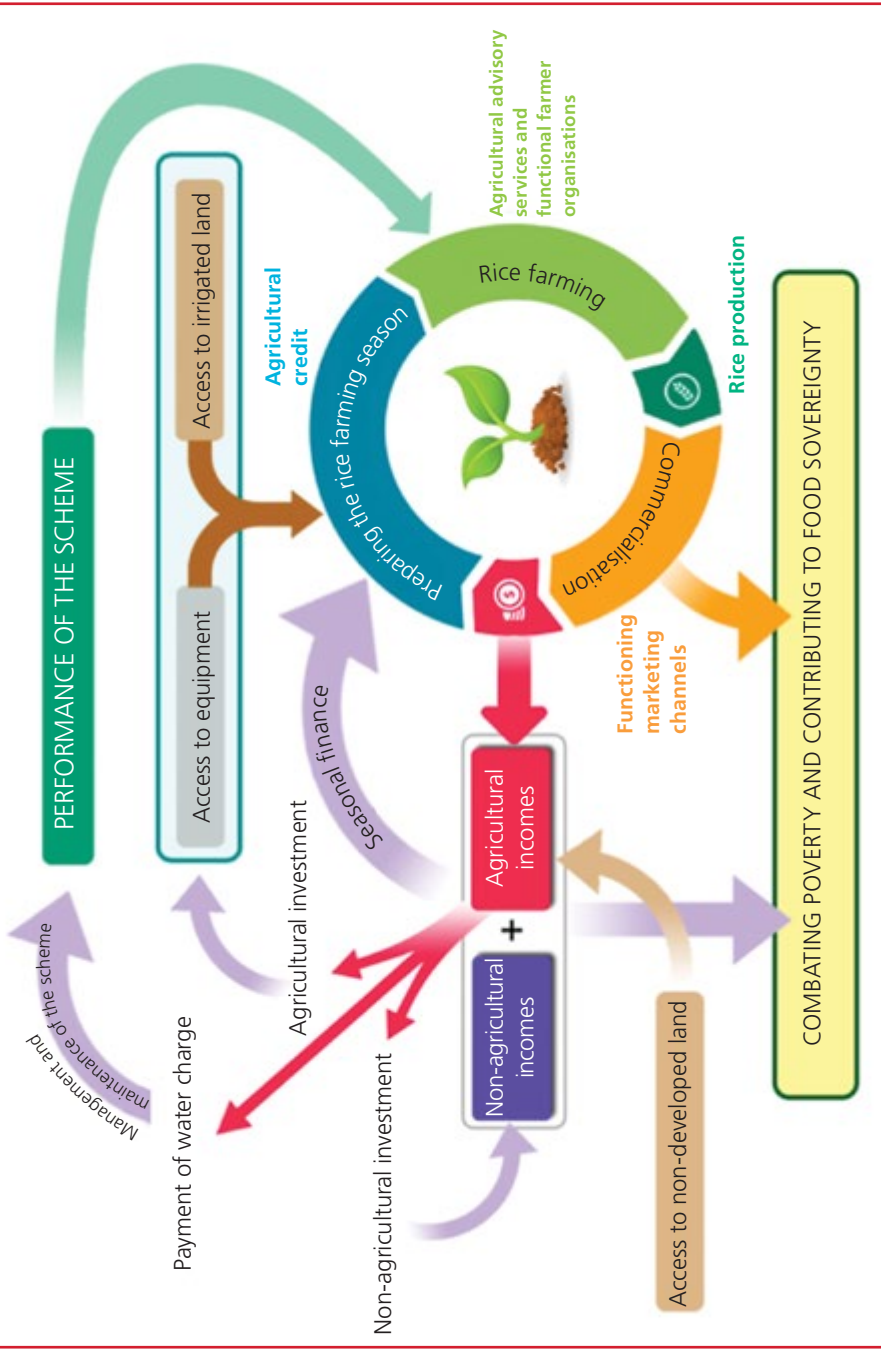 PERFORMANCE OF THE SCHEME
Management and
maintenance of the scheme
Payment of water charge
Access to equipment
Access to irrigated land
Agricultural investment
Non-agricultural investment
Seasonal finance
Agricultural
credit
Preparing the rice farming season
Rice farming
Agricultural advisory
services and
functional farmer
organisations
Rice production
Commercialisation
Functioning
marketing
channels
$
Non-agricultural
incomes
+
Agricultural
incomes
Access to non-developed land
COMBATING POVERTY AND CONTRIBUTING TO FOOD SOVEREIGNTY